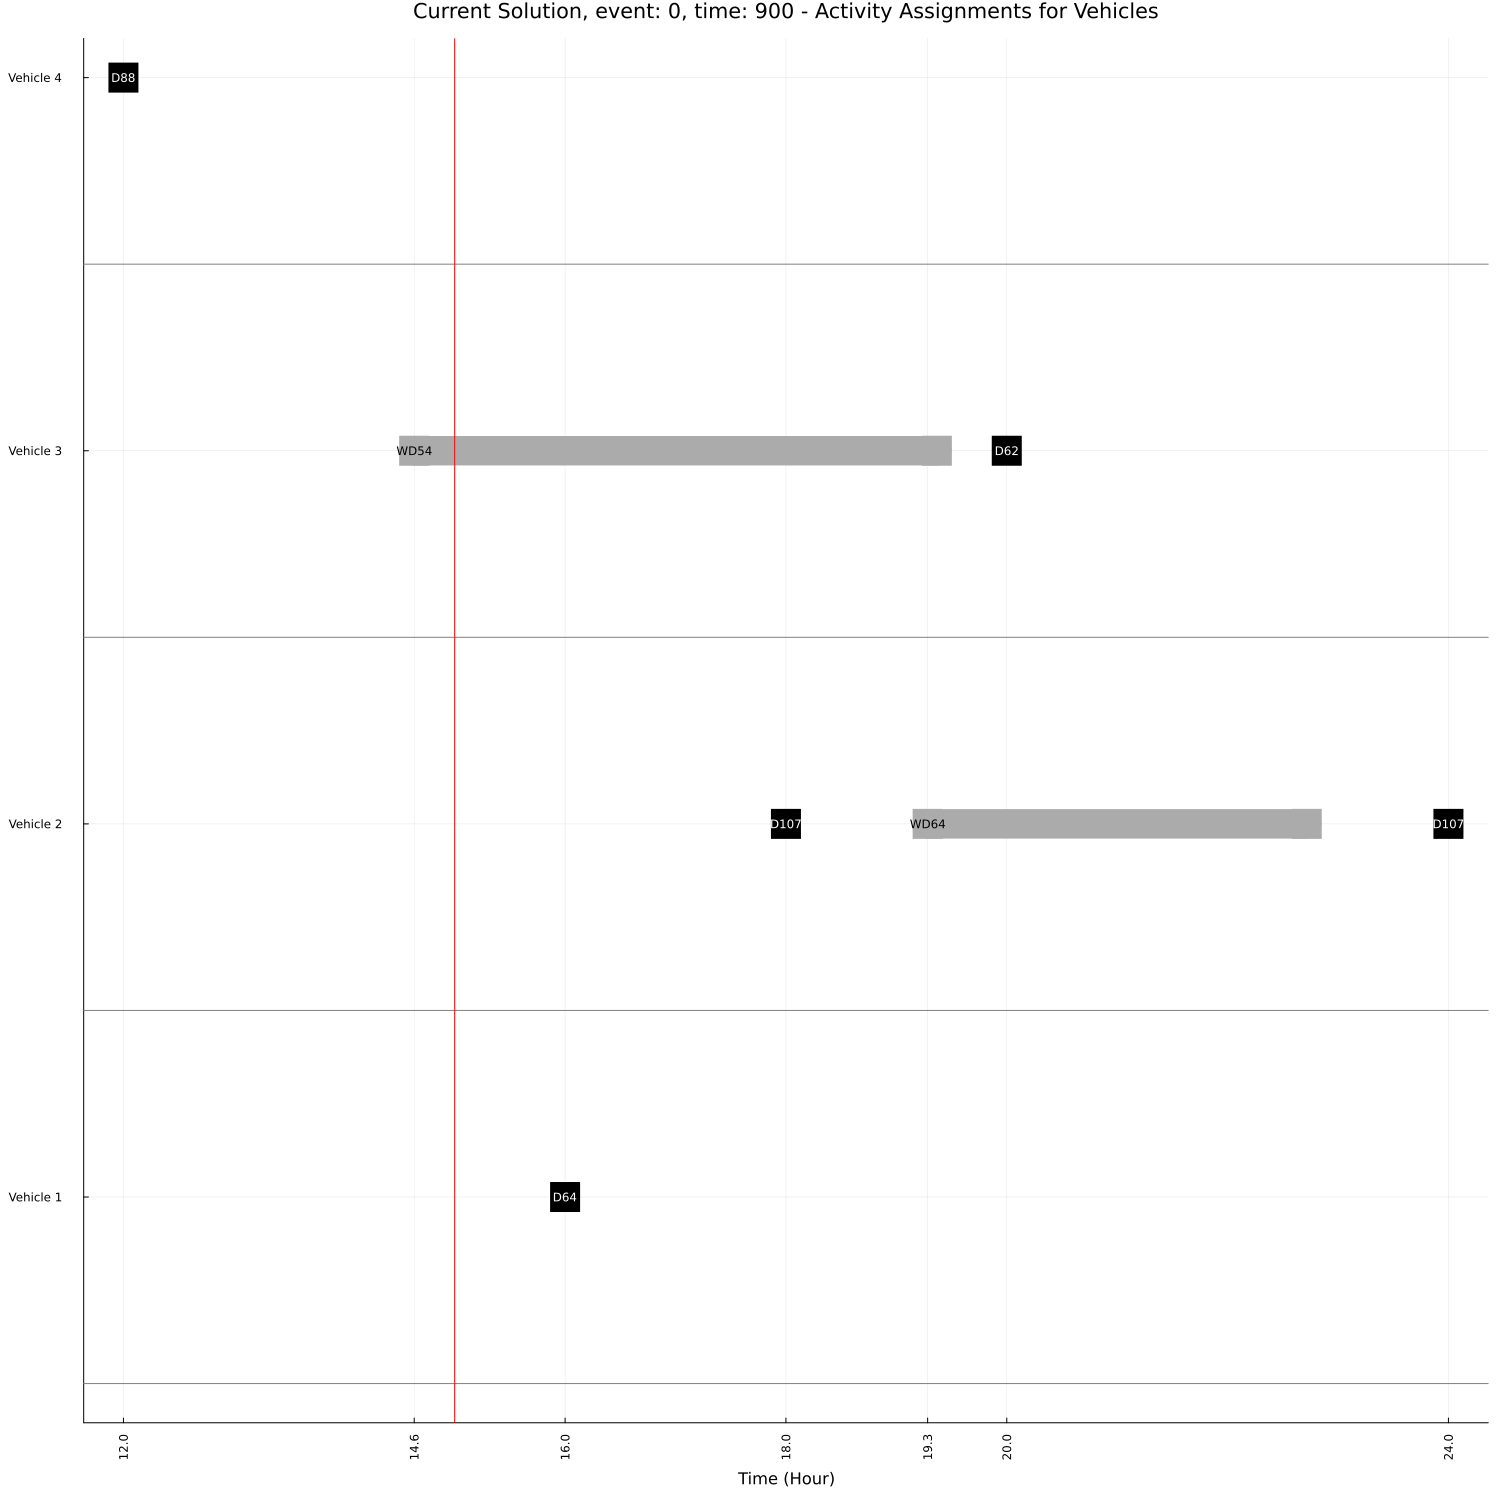 Current Solution, event: 0, time: 900 - Activity Assignments for Vehicles
Vehicle 4
D88
Vehicle 3
WD54
D62
Vehicle 2
D107
WD64
D107
Vehicle 1
D64
12.0
14.6
16.0
18.0
19.3
20.0
24.0
Time (Hour)